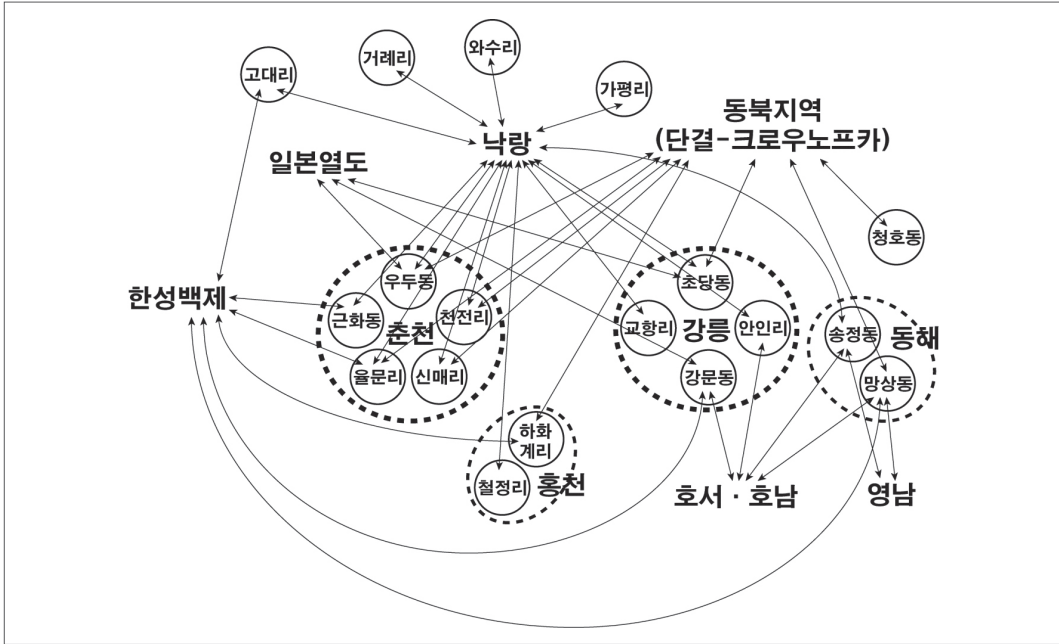 와수리
거례리
고대리
가평리
동북지역
(단결-크로우노프카)
낙랑
일본열도
청호동
우두동
초당동
한성백제
근화동
천전리
춘천
교항리
강릉
안인리
송정동
동해
율문리
신매리
강문동
망상동
하화
계리
철정리
홍천
호서 · 호남
영남